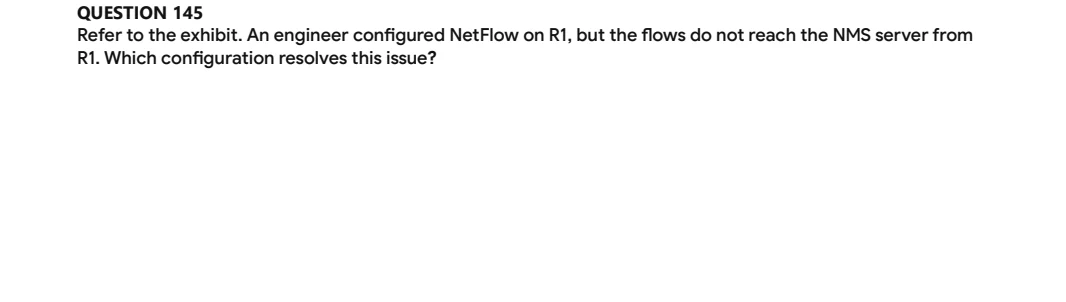 QUESTION 145
Refer to the exhibit. An engineer configured NetFlow on R1, but the flows do not reach the NMS server from
R1. Which configuration resolves this issue?